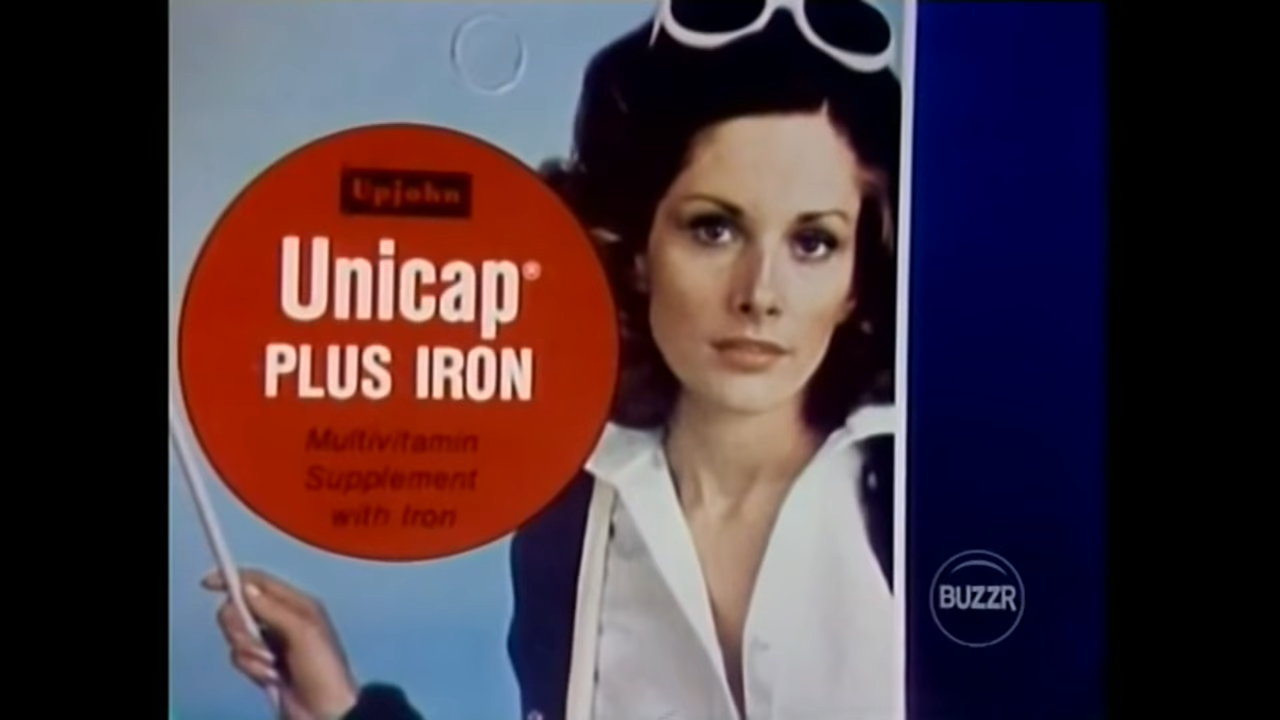 Upjohn
Unicap®
PLUS IRON
Multivitamin
Supplement
with Iron
BUZZR